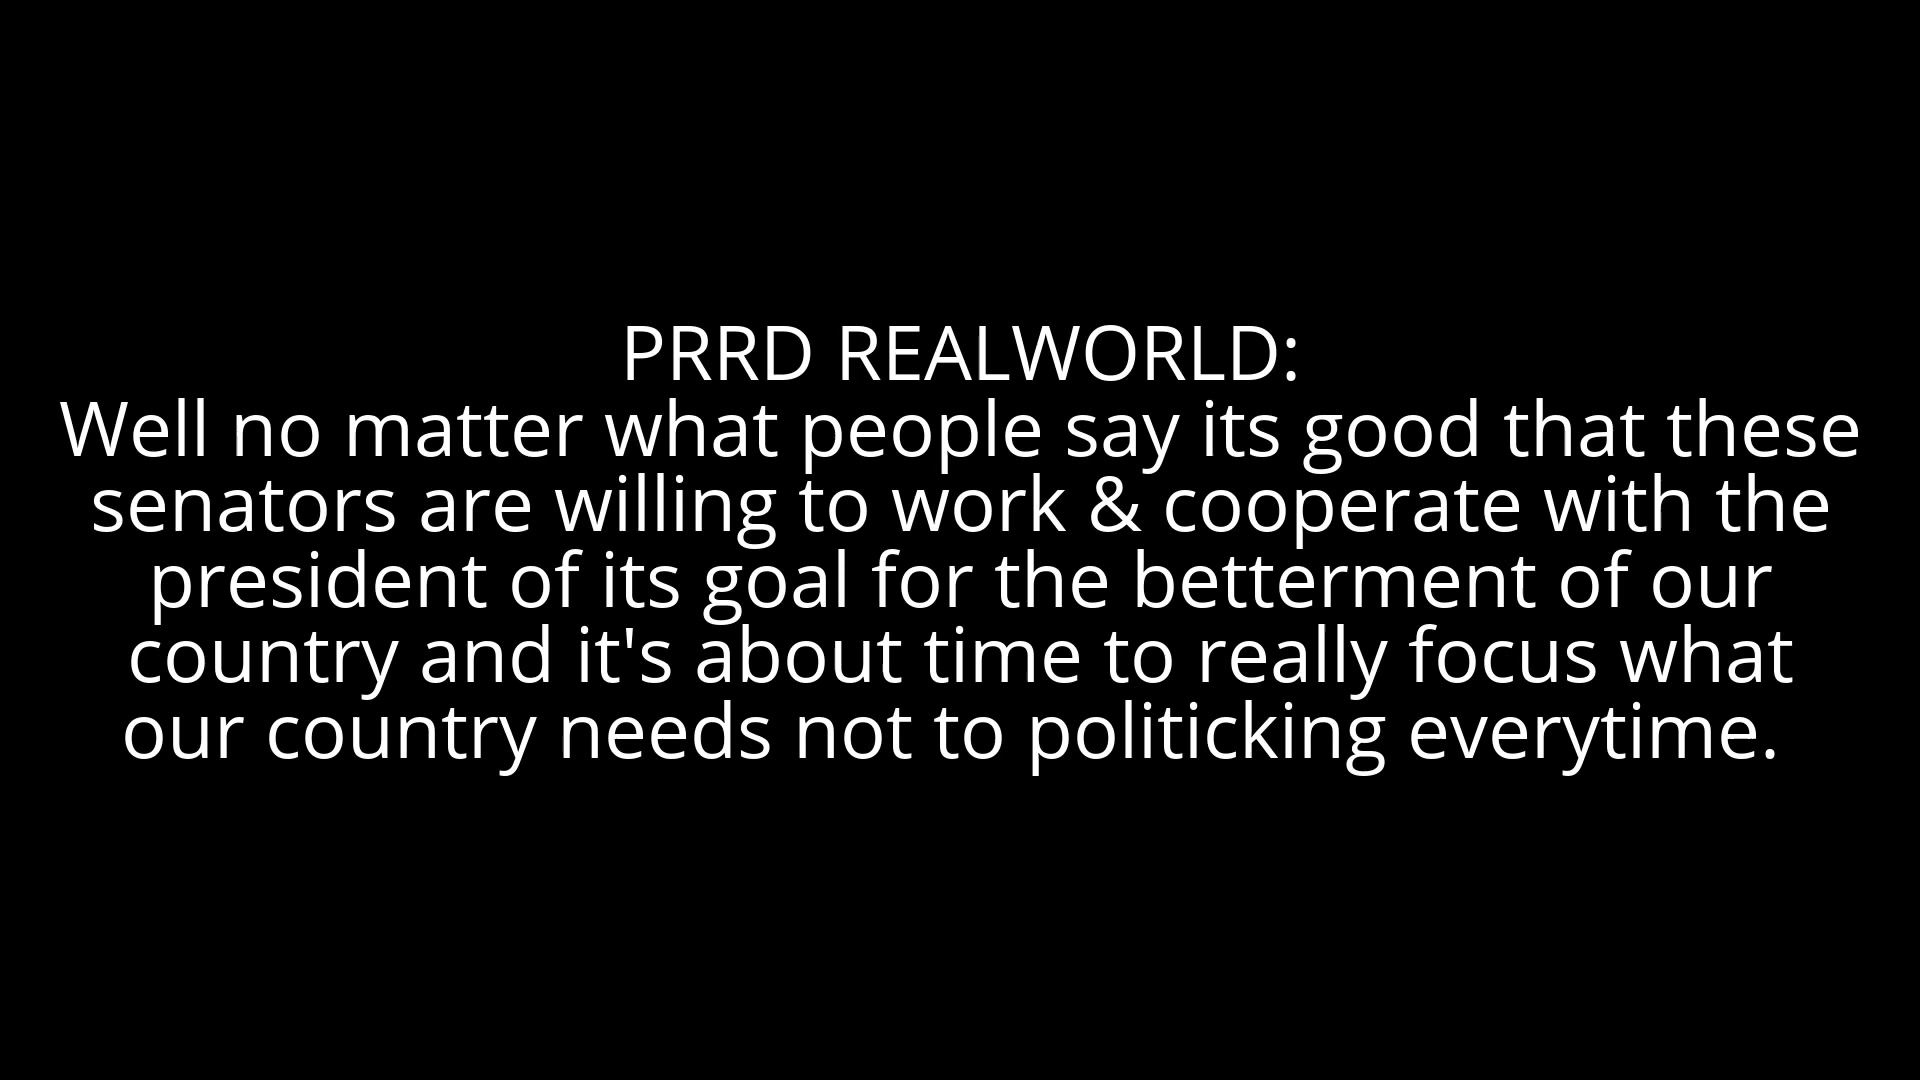 PRRD REALWORLD:
Well no matter what people say its good that these
senators are willing to work & cooperate with the
president of its goal for the betterment of our
country and it's about time to really focus what
our country needs not to politicking everytime.